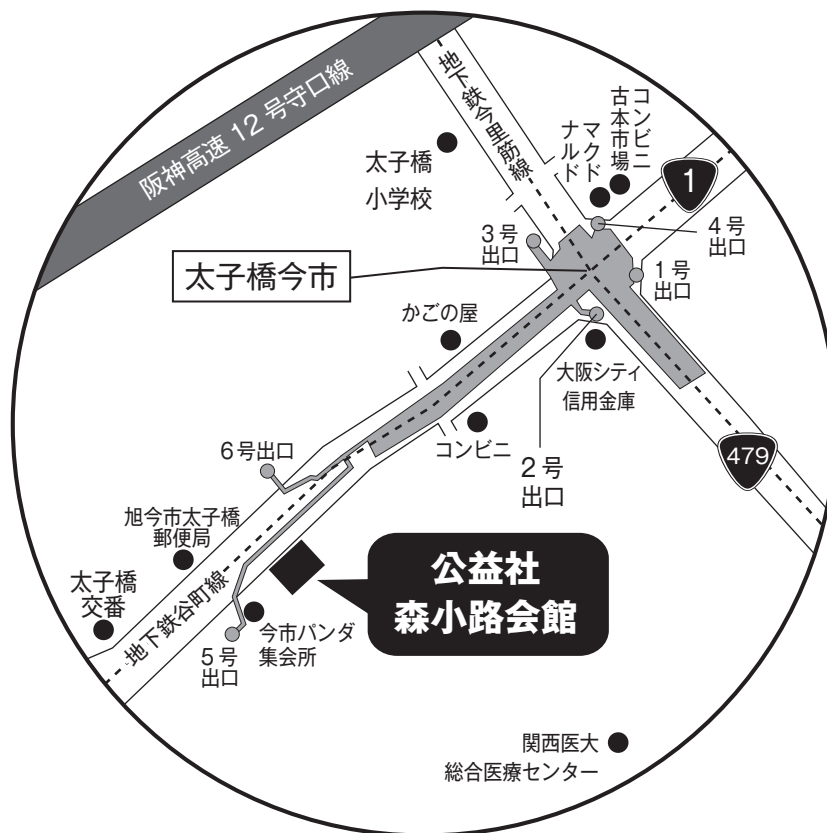 阪神高速 12 号守口線
地下鉄今里筋線
コンビニ
古本市場
マクド
ナルド
1
太子橋
小学校
3 号
出口
4 号
出口
太子橋今市
1 号
出口
かごの屋
大阪シティ
信用金庫
6 号出口
コンビニ
2 号
出口
479
旭今市太子橋
郵便局
公益社
森小路会館
太子橋
交番
地下鉄谷町線
今市パンダ
集会所
5 号
出口
関西医大
総合医療センター